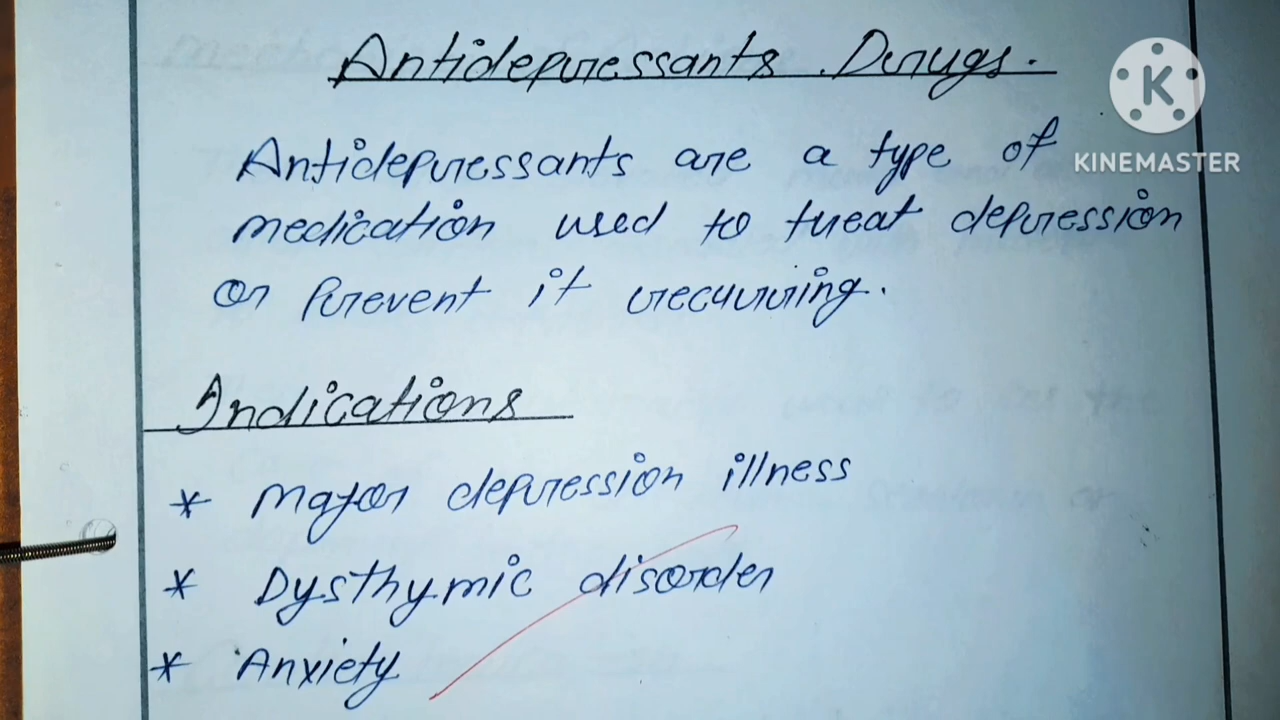 Antidepressants Drugs.
K
KINEMASTER
Antidepressants are a type of
medication used to treat depression
or prevent it recurring.
Indications
* Major depression illness
* Dysthymic disorder
* Anxiety